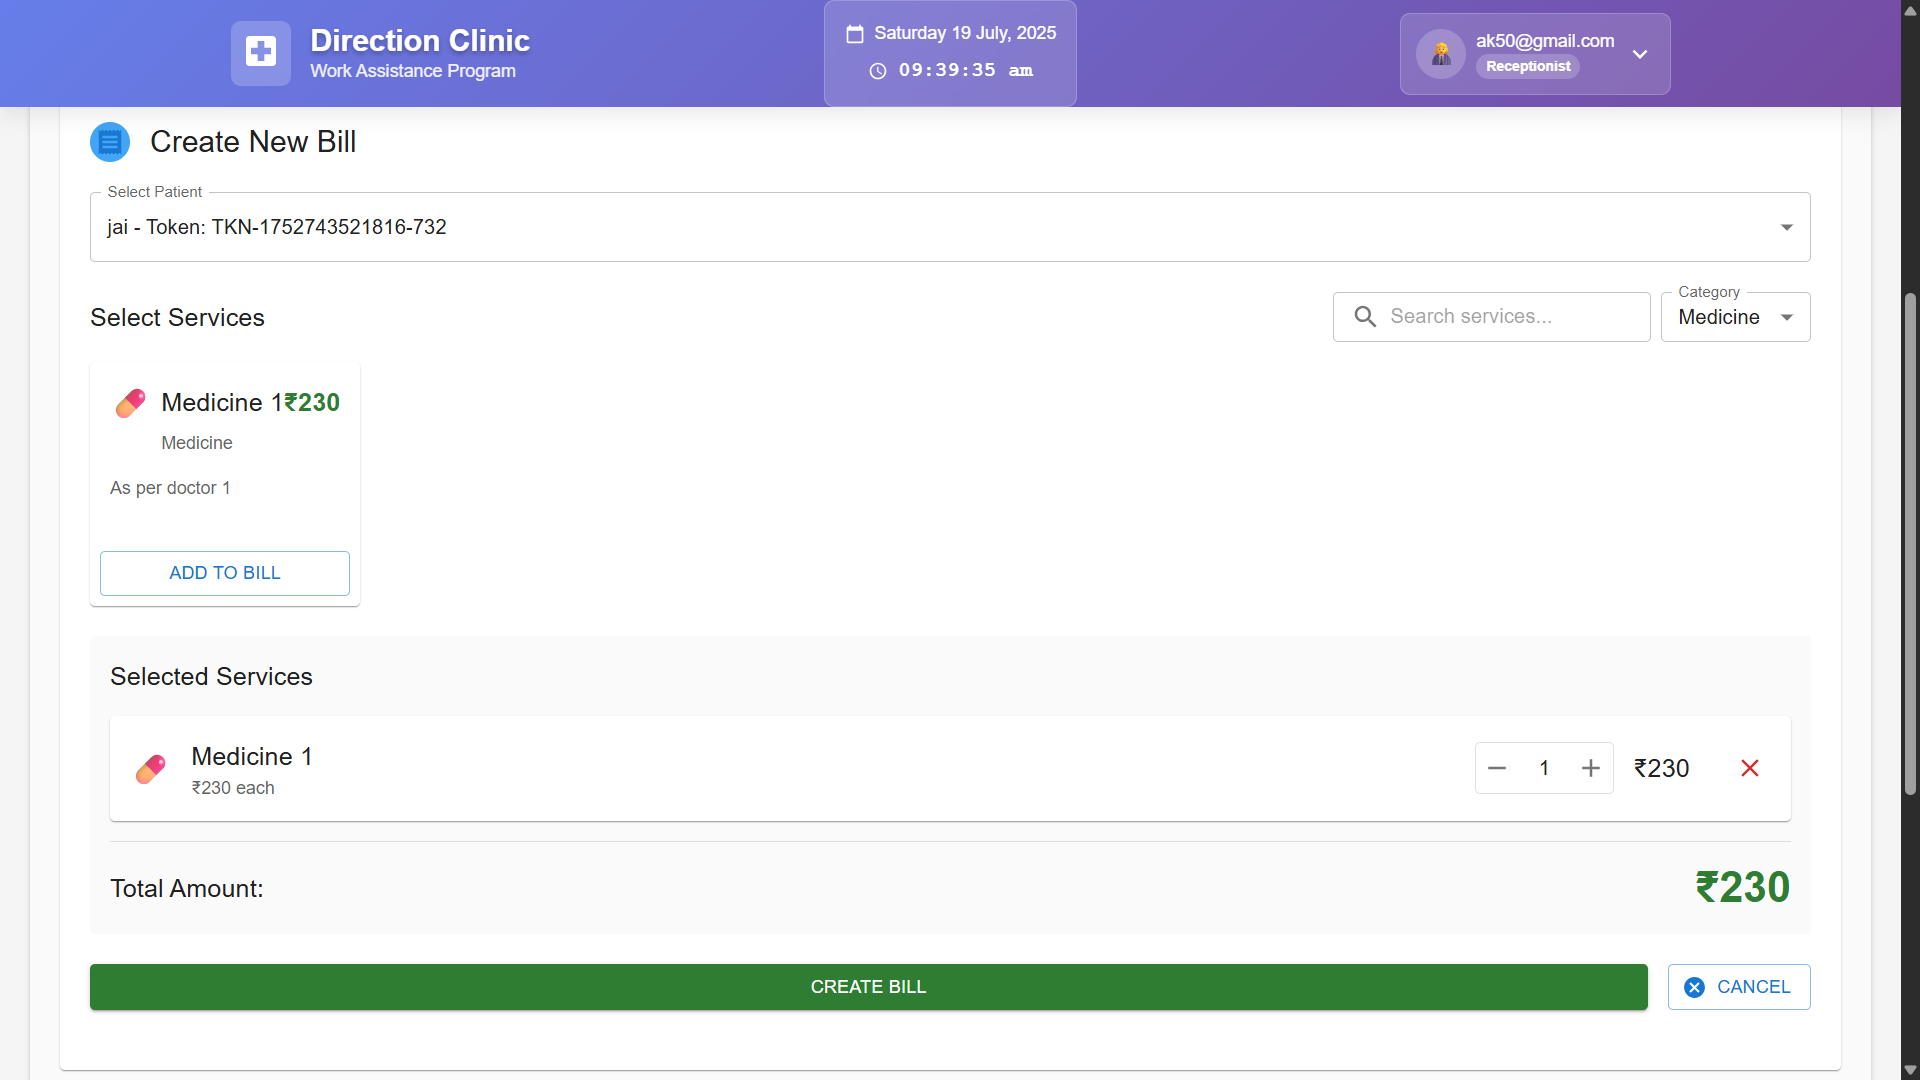 Direction Clinic
Work Assistance Program
Saturday 19 July, 2025
09:39:35 am
ak50@gmail.com
Receptionist
Create New Bill
Select Patient
jai - Token: TKN-1752743521816-732
Select Services
Search services...
Category
Medicine
Medicine 1₹230
Medicine
As per doctor 1
ADD TO BILL
Selected Services
Medicine 1
₹230 each
1
₹230
Total Amount:
₹230
CREATE BILL
CANCEL